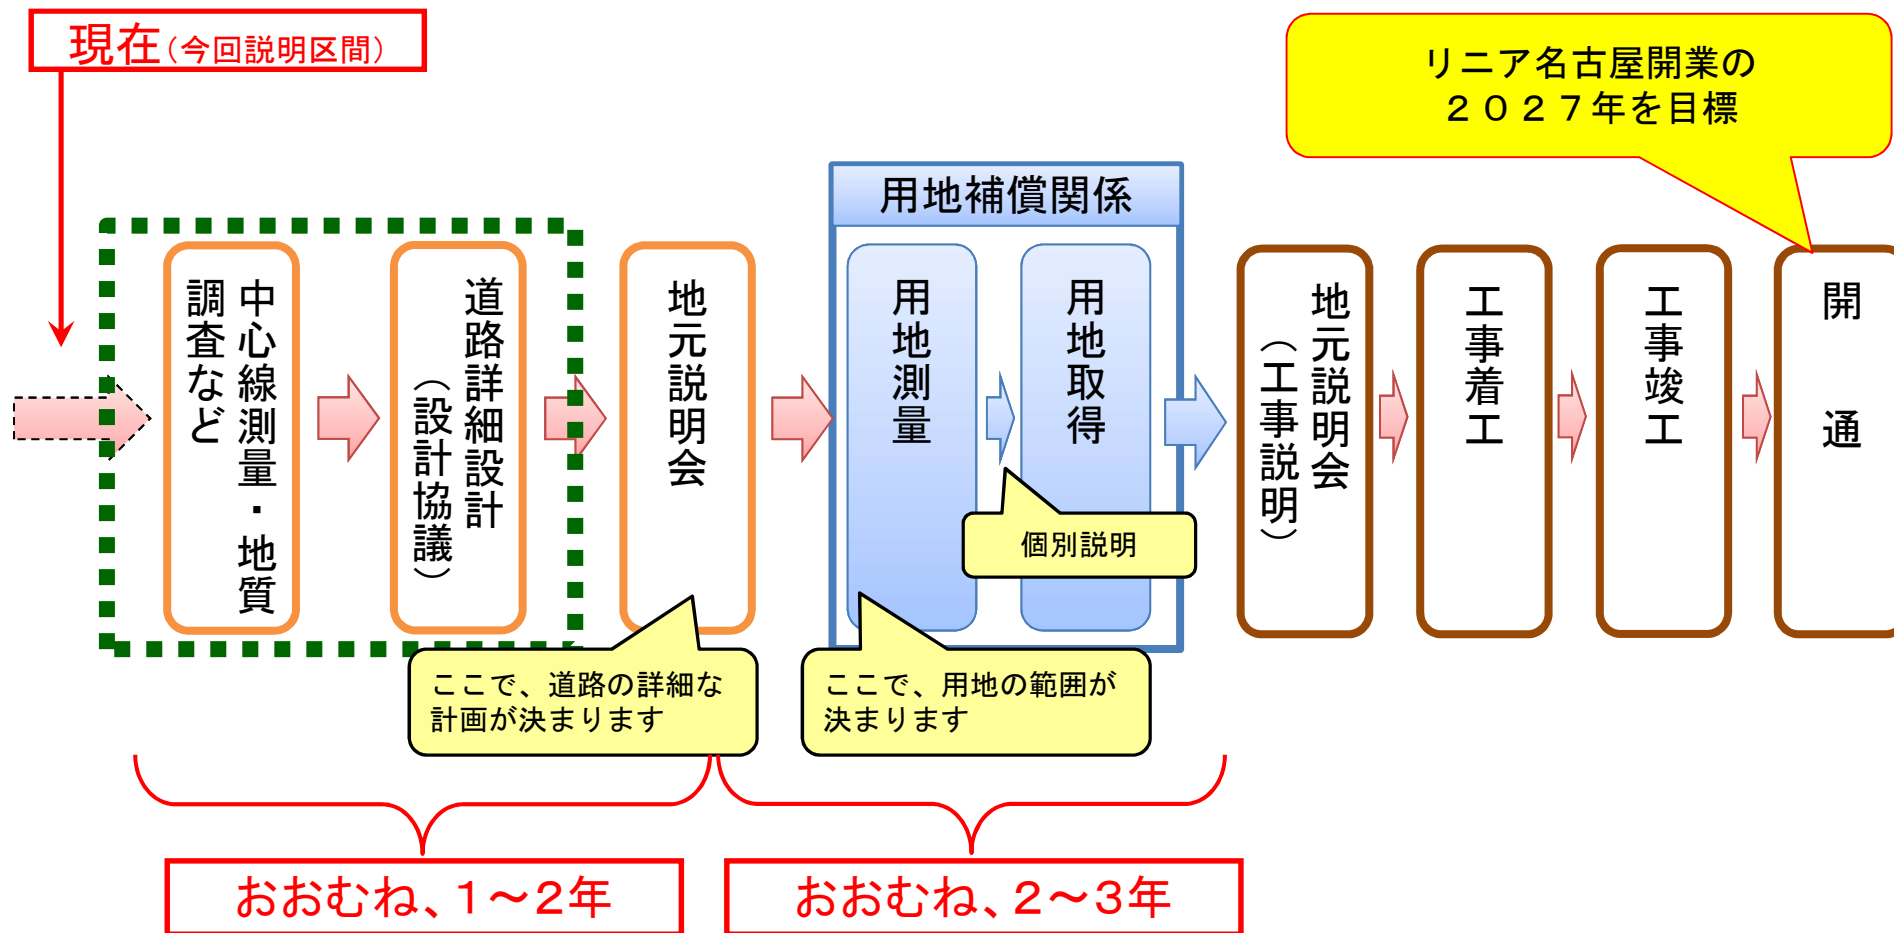 現在(今回説明区間)
リニア名古屋開業の
２０２７年を目標
中心線測量・地質
調査など
道路詳細設計
（設計協議）
地元説明会
用地補償関係
用地測量
用地取得
地元説明会
（工事説明）
工事着工
工事竣工
開通
個別説明
ここで、道路の詳細な
計画が決まります
ここで、用地の範囲が
決まります
おおむね、１～２年
おおむね、２～３年